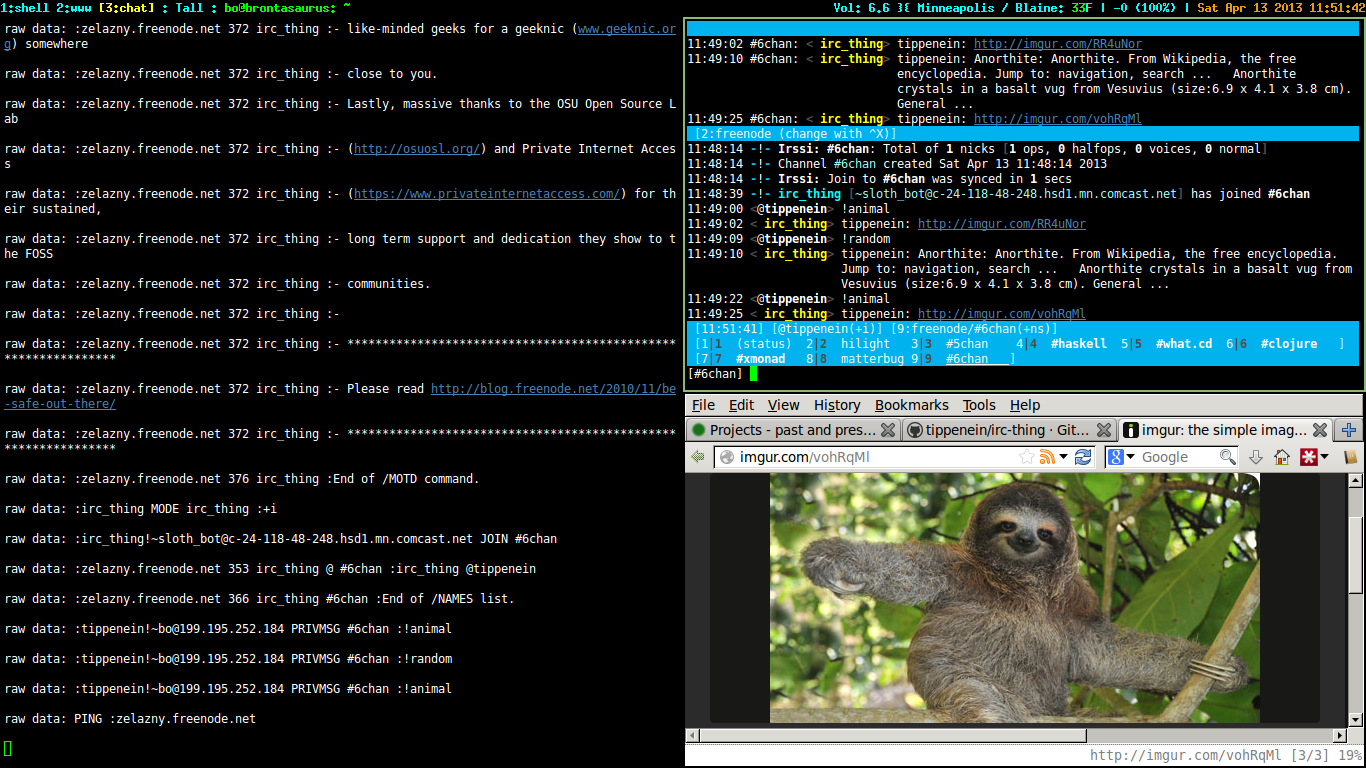 1:shell 2:www [3:chat] : Tall : bo@brontasaurus: ~
Vol: 6.6 ][ Minneapolis / Blaine: 33F | -0 (100%) | Sat Apr 13 2013 11:51:42
raw data: :zelazny.freenode.net 372 irc_thing :- like-minded geeks for a geeknic (www.geeknic.or
g) somewhere
raw data: :zelazny.freenode.net 372 irc_thing :- close to you.
raw data: :zelazny.freenode.net 372 irc_thing :- Lastly, massive thanks to the OSU Open Source L
ab
raw data: :zelazny.freenode.net 372 irc_thing :- (http://osuosl.org/) and Private Internet Acces
s
raw data: :zelazny.freenode.net 372 irc_thing :- (https://www.privateinternetaccess.com/) for th
eir sustained,
raw data: :zelazny.freenode.net 372 irc_thing :- long term support and dedication they show to t
he FOSS
raw data: :zelazny.freenode.net 372 irc_thing :- communities.
raw data: :zelazny.freenode.net 372 irc_thing :-
raw data: :zelazny.freenode.net 372 irc_thing :- ***********************************************
****************
raw data: :zelazny.freenode.net 372 irc_thing :- Please read http://blog.freenode.net/2010/11/be
-safe-out-there/
raw data: :zelazny.freenode.net 372 irc_thing :- ***********************************************
****************
raw data: :zelazny.freenode.net 376 irc_thing :End of /MOTD command.
raw data: :irc_thing MODE irc_thing :+i
raw data: :irc_thing!~sloth_bot@c-24-118-48-248.hsd1.mn.comcast.net JOIN #6chan
raw data: :zelazny.freenode.net 353 irc_thing @ #6chan :irc_thing @tippenein
raw data: :zelazny.freenode.net 366 irc_thing #6chan :End of /NAMES list.
raw data: :tippenein!~bo@199.195.252.184 PRIVMSG #6chan :!animal
raw data: :tippenein!~bo@199.195.252.184 PRIVMSG #6chan :!random
raw data: :tippenein!~bo@199.195.252.184 PRIVMSG #6chan :!animal
raw data: PING :zelazny.freenode.net
11:49:02 #6chan: < irc_thing> tippenein: http://imgur.com/RR4uNor
11:49:10 #6chan: < irc_thing> tippenein: Anorthite: Anorthite. From Wikipedia, the free
encyclopedia. Jump to: navigation, search ...   Anorthite
crystals in a basalt vug from Vesuvius (size:6.9 x 4.1 x 3.8 cm).
General ...
11:49:25 #6chan: < irc_thing> tippenein: http://imgur.com/vohRqMl
[2:freenode (change with ^X)]
11:48:14 -!- Irssi: #6chan: Total of 1 nicks [1 ops, 0 halfops, 0 voices, 0 normal]
11:48:14 -!- Channel #6chan created Sat Apr 13 11:48:14 2013
11:48:14 -!- Irssi: Join to #6chan was synced in 1 secs
11:48:39 -!- irc_thing [~sloth_bot@c-24-118-48-248.hsd1.mn.comcast.net] has joined #6chan
11:49:00 <@tippenein> !animal
11:49:02 < irc_thing> tippenein: http://imgur.com/RR4uNor
11:49:09 <@tippenein> !random
11:49:10 < irc_thing> tippenein: Anorthite: Anorthite. From Wikipedia, the free encyclopedia.
Jump to: navigation, search ...   Anorthite crystals in a basalt vug from
Vesuvius (size:6.9 x 4.1 x 3.8 cm). General ...
11:49:22 <@tippenein> !animal
11:49:25 < irc_thing> tippenein: http://imgur.com/vohRqMl
[11:51:41] [@tippenein(+i)] [9:freenode/#6chan(+ns)]
[1|1  (status)  2|2  hilight   3|3  #5chan    4|4  #haskell  5|5  #what.cd  6|6  #clojure   ]
[7|7  #xmonad   8|8  matterbug 9|9  #6chan   ]
[#6chan]
File Edit View History Bookmarks Tools Help
Projects - past and pres... tippenein/irc-thing · Git... imgur: the simple imag...
imgur.com/vohRqMl Google
http://imgur.com/vohRqMl [3/3] 19%